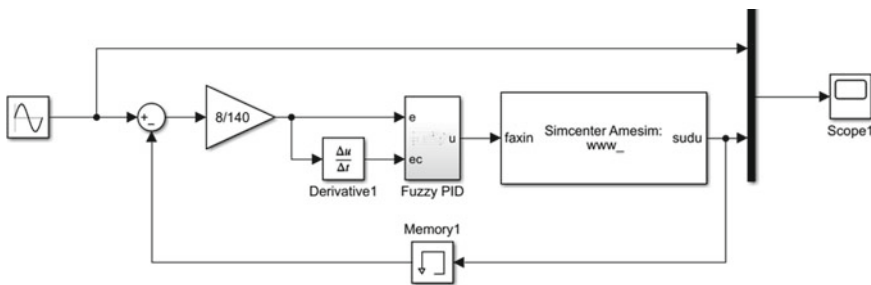 8/140
Δu
Δt
Derivative1
e
u
ec
Fuzzy PID
faxin
Simcenter Amesim:
www_
sudu
Scope1
Memory1